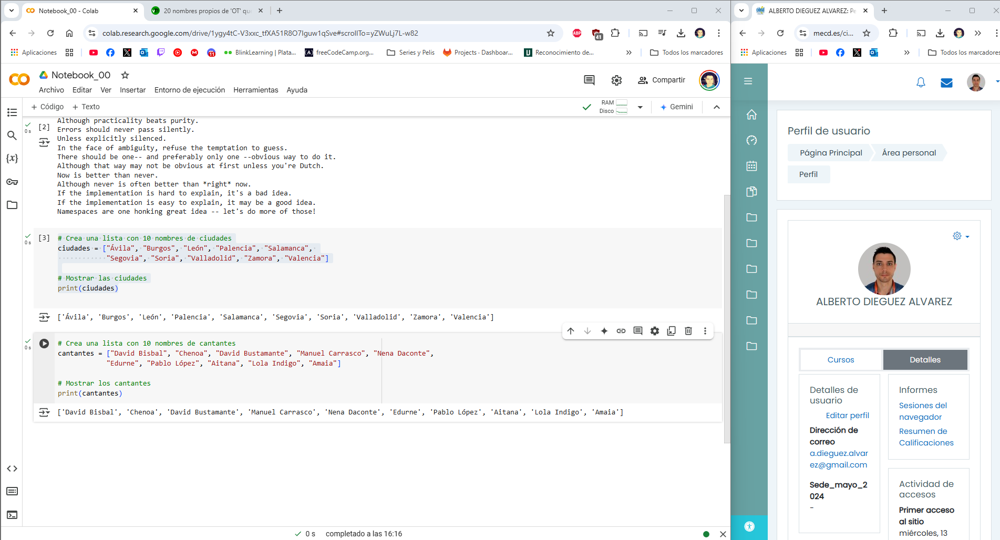 Notebook_00 - Colab
20 nombres propios de 'OT' que
colab.research.google.com/drive/1ygy4tC-V3xxc_tfXA51R8O7Iguw1qSve#scrollTo=yZWuLj7L-w82
ABP
41
Aplicaciones
11
BlinkLearning | Plata...
freeCodeCamp.org...
Series y Pelis
Projects · Dashboar...
Reconocimiento de...
Todos los marcadores
Notebook_00
Compartir
Archivo Editar Ver Insertar Entorno de ejecución Herramientas Ayuda
+ Código + Texto
RAM
Disco
Gemini
Although practicality beats purity.
[2]
0 s
Errors should never pass silently.
Unless explicitly silenced.
In the face of ambiguity, refuse the temptation to guess.
There should be one-- and preferably only one --obvious way to do it.
Although that way may not be obvious at first unless you're Dutch.
Now is better than never.
Although never is often better than *right* now.
If the implementation is hard to explain, it's a bad idea.
If the implementation is easy to explain, it may be a good idea.
Namespaces are one honking great idea -- let's do more of those!
[3]
0 s
# Crea una lista con 10 nombres de ciudades
ciudades = ["Ávila", "Burgos", "León", "Palencia", "Salamanca",
"Segovia", "Soria", "Valladolid", "Zamora", "Valencia"]
# Mostrar las ciudades
print(ciudades)
['Ávila', 'Burgos', 'León', 'Palencia', 'Salamanca', 'Segovia', 'Soria', 'Valladolid', 'Zamora', 'Valencia']
0 s
# Crea una lista con 10 nombres de cantantes
cantantes = ["David Bisbal", "Chenoa", "David Bustamante", "Manuel Carrasco", "Nena Daconte",
"Edurne", "Pablo López", "Aitana", "Lola Indigo", "Amaia"]
# Mostrar los cantantes
print(cantantes)
['David Bisbal', 'Chenoa', 'David Bustamante', 'Manuel Carrasco', 'Nena Daconte', 'Edurne', 'Pablo López', 'Aitana', 'Lola Indigo', 'Amaia']
0 s completado a las 16:16
ALBERTO DIEGUEZ ALVAREZ: Pe
mecd.es/ci...
Aplicaciones
Todos los marcadores
Perfil de usuario
Página Principal
Área personal
Perfil
ALBERTO DIEGUEZ ALVAREZ
Cursos
Detalles
Detalles de
usuario
Editar perfil
Dirección de
correo
a.dieguez.alvar
ez@gmail.com
Sede_mayo_2
024
-
Informes
Sesiones del
navegador
Resumen de
Calificaciones
Actividad de
accesos
Primer acceso
al sitio
miércoles, 13